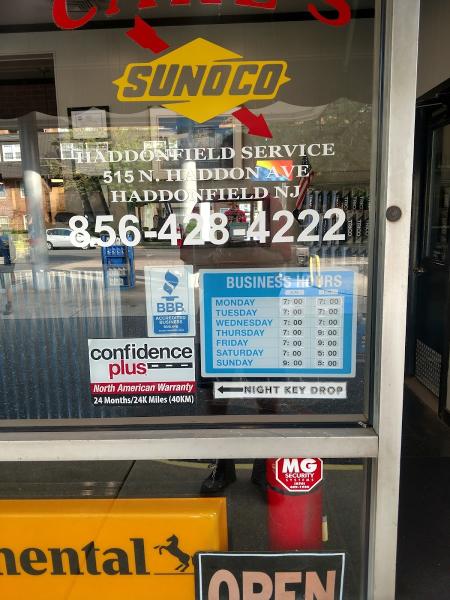 CARL'S
SUNOCO
HADDONFIELD SERVICE
515 N. HADDON AVE
HADDONFIELD NJ
856-428-4222
BBB
ACCREDITED
BUSINESS
BUSINESS HOURS
MONDAY 7:00 7:00
TUESDAY 7:00 7:00
WEDNESDAY 7:00 7:00
THURSDAY 7:00 9:00
FRIDAY 7:00 9:00
SATURDAY 7:00 5:00
SUNDAY 9:00 5:00
confidence
plus
North American Warranty
24 Months/24K Miles (40KM)
NIGHT KEY DROP
MG
SECURITY
SYSTEMS
nental
OPEN